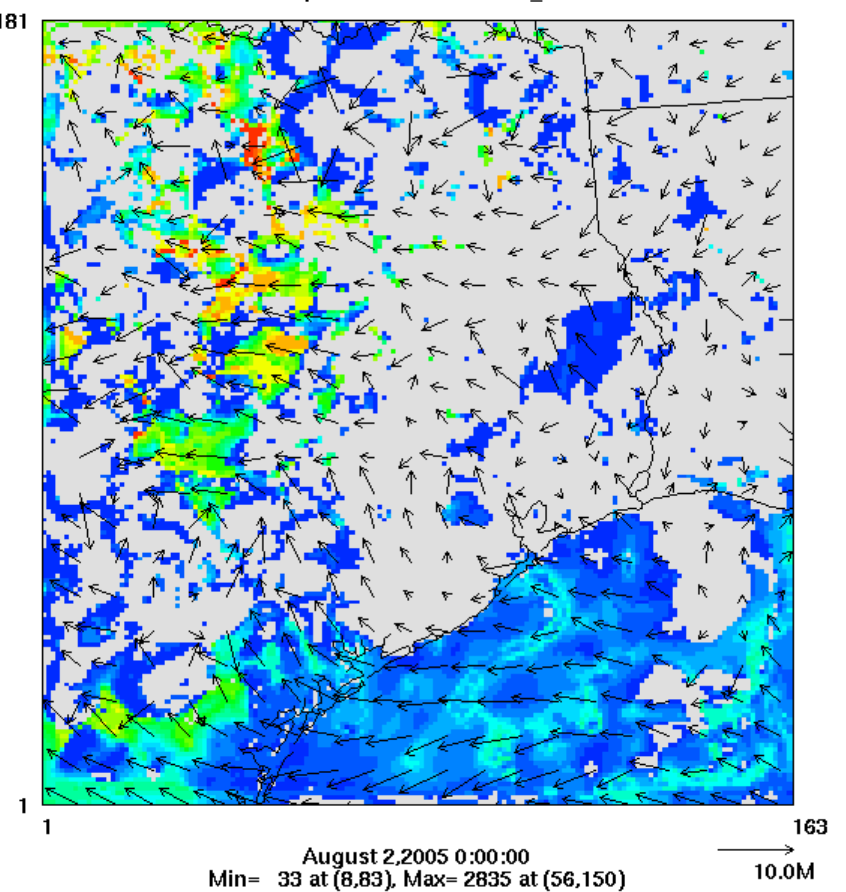 181
1
1
163
August 2,2005 0:00:00
Min= 33 at (8,83), Max= 2835 at (56,150)
10.0M